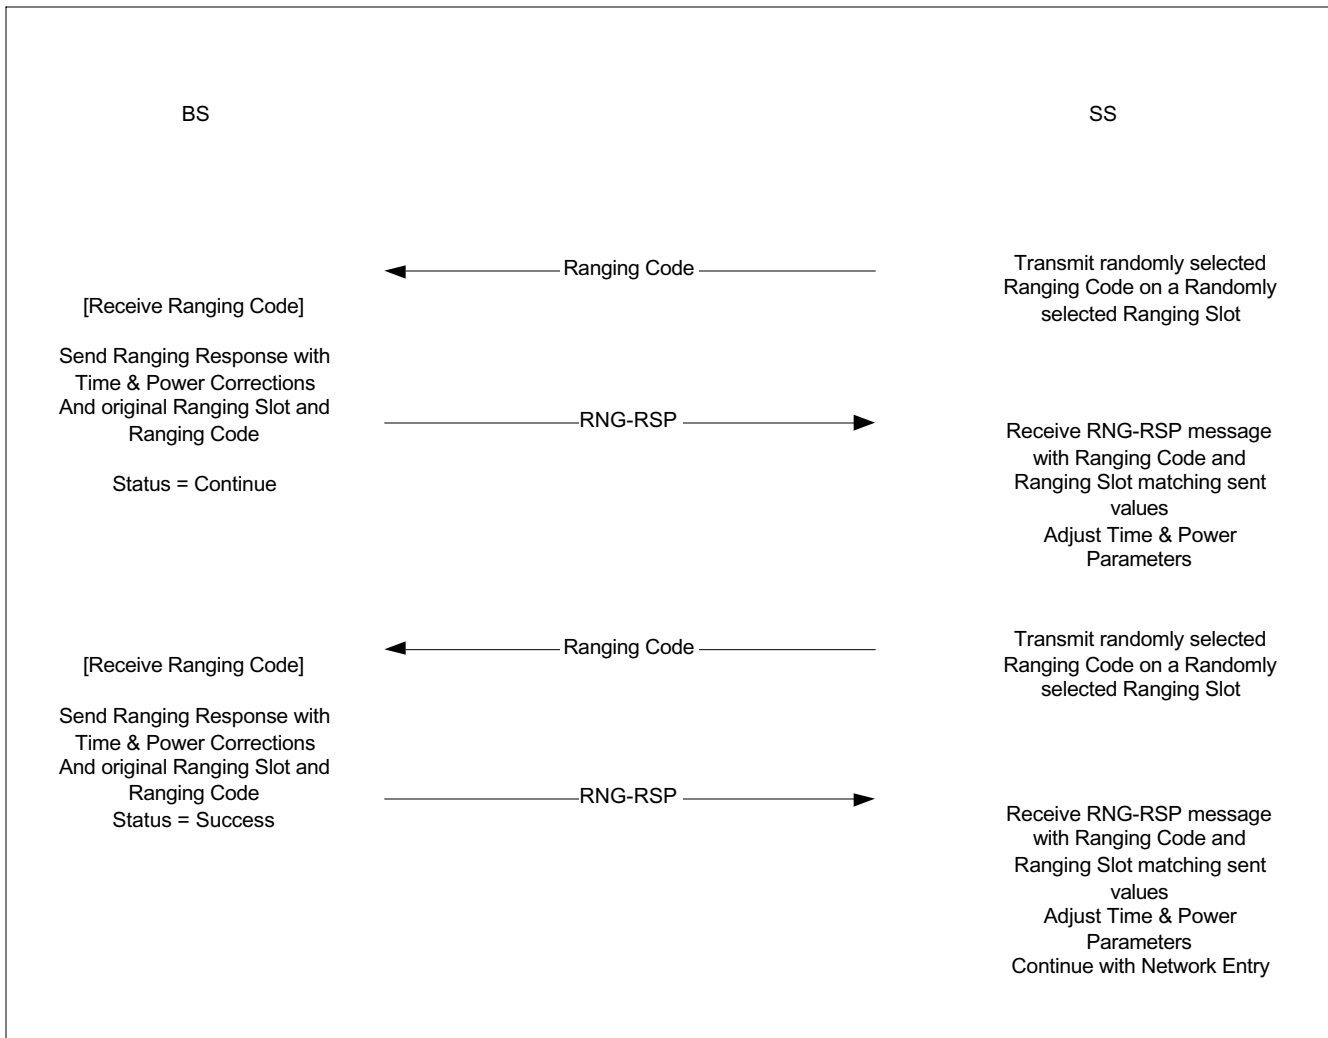 BS
SS
Ranging Code
Transmit randomly selected
Ranging Code on a Randomly
selected Ranging Slot
[Receive Ranging Code]
Send Ranging Response with
Time & Power Corrections
And original Ranging Slot and
Ranging Code
Status = Continue
RNG-RSP
Receive RNG-RSP message
with Ranging Code and
Ranging Slot matching sent
values
Adjust Time & Power
Parameters
Ranging Code
Transmit randomly selected
Ranging Code on a Randomly
selected Ranging Slot
[Receive Ranging Code]
Send Ranging Response with
Time & Power Corrections
And original Ranging Slot and
Ranging Code
Status = Success
RNG-RSP
Receive RNG-RSP message
with Ranging Code and
Ranging Slot matching sent
values
Adjust Time & Power
Parameters
Continue with Network Entry